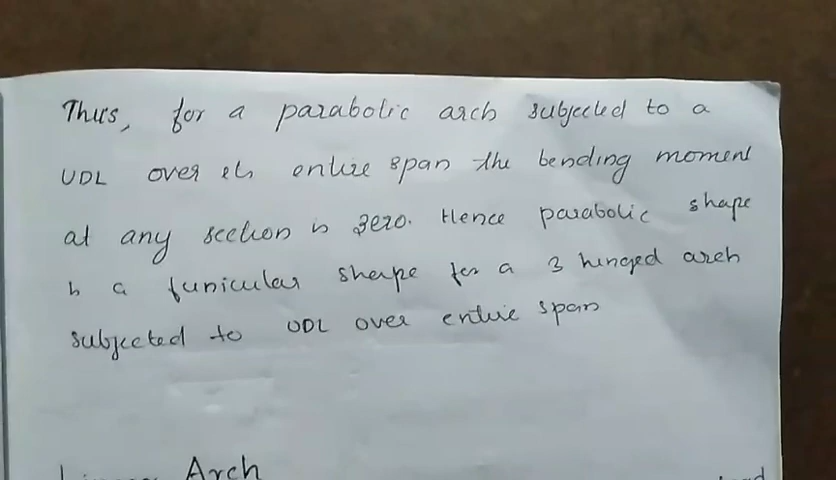 Thus, for a parabolic arch subjected to a
UDL over its entire span the bending moment
at any section is zero. Hence parabolic shape
is a funicular shape for a 3 hinged arch
subjected to UDL over entire span
Arch